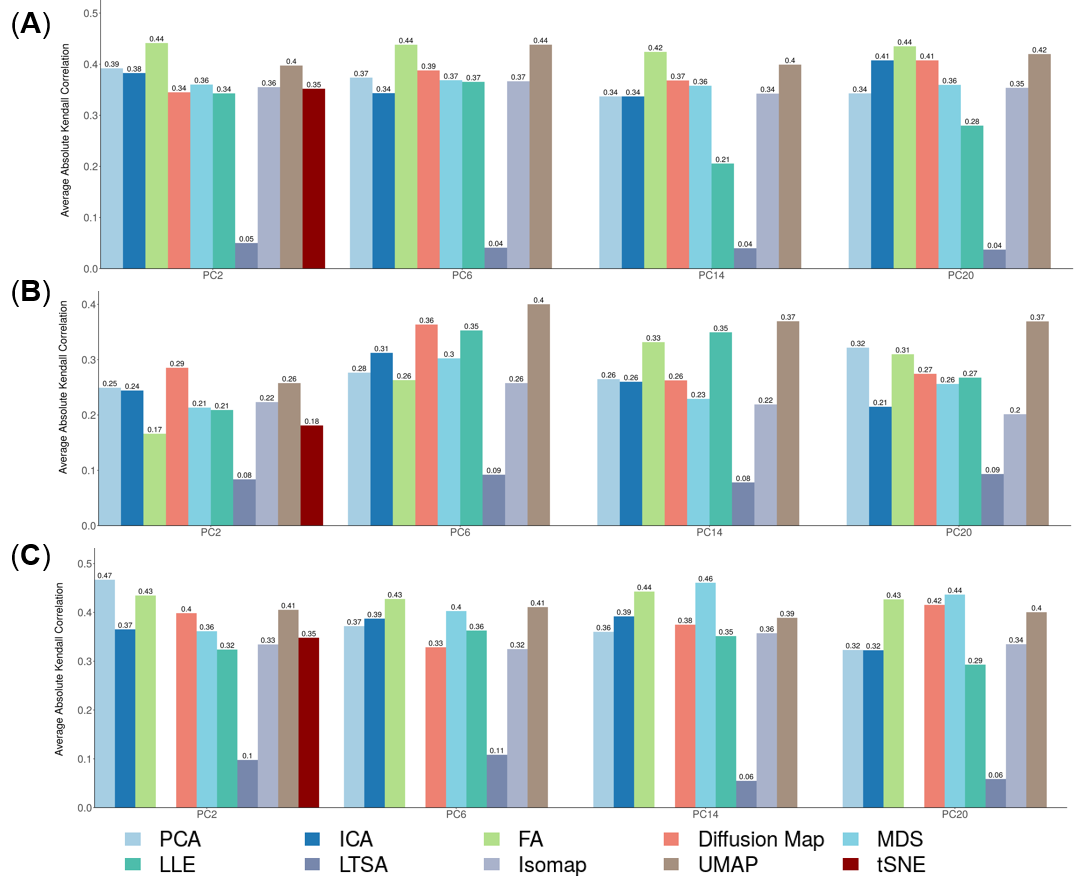 (A)
Average Absolute Kendall Correlation
0.5
0.4
0.3
0.2
0.1
0.0
0.39 0.38 0.44 0.34 0.36 0.34 0.05 0.36 0.4 0.35
0.37 0.34 0.44 0.39 0.37 0.37 0.04 0.37 0.44
0.34 0.34 0.42 0.37 0.36 0.21 0.04 0.34 0.4
0.34 0.41 0.44 0.41 0.36 0.28 0.04 0.35 0.42
PC2 PC6 PC14 PC20
(B)
Average Absolute Kendall Correlation
0.4
0.3
0.2
0.1
0.0
0.25 0.24 0.17 0.29 0.21 0.21 0.08 0.22 0.26 0.18
0.28 0.31 0.26 0.36 0.3 0.35 0.09 0.26 0.4
0.26 0.26 0.33 0.26 0.23 0.35 0.08 0.22 0.37
0.32 0.21 0.31 0.27 0.26 0.27 0.09 0.2 0.37
PC2 PC6 PC14 PC20
(C)
Average Absolute Kendall Correlation
0.5
0.4
0.3
0.2
0.1
0.0
0.47 0.37 0.43 0.4 0.36 0.32 0.1 0.33 0.41 0.35
0.37 0.39 0.43 0.33 0.4 0.36 0.11 0.32 0.41
0.36 0.39 0.44 0.38 0.46 0.35 0.06 0.36 0.39
0.32 0.32 0.43 0.42 0.44 0.29 0.06 0.34 0.4
PC2 PC6 PC14 PC20
PCA ICA FA Diffusion Map MDS
LLE LTSA Isomap UMAP tSNE